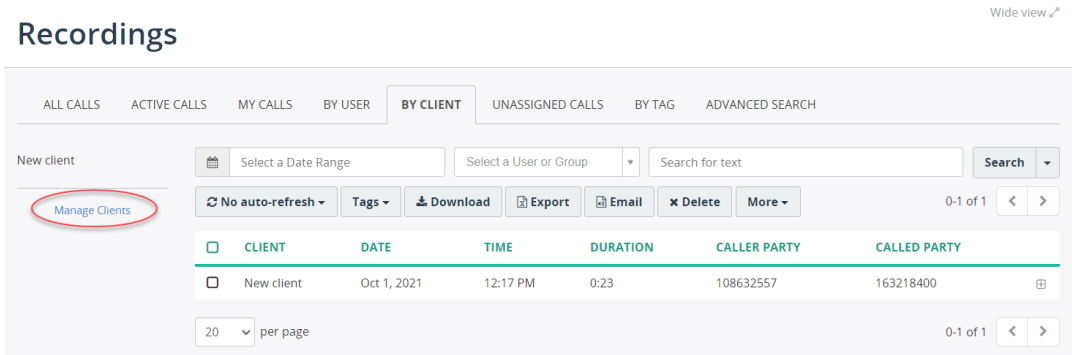 Wide view
Recordings
ALL CALLS ACTIVE CALLS MY CALLS BY USER BY CLIENT UNASSIGNED CALLS BY TAG ADVANCED SEARCH
New client
Select a Date Range Select a User or Group Search for text Search
Manage Clients
No auto-refresh Tags Download Export Email Delete More 0-1 of 1
CLIENT DATE TIME DURATION CALLER PARTY CALLED PARTY
New client Oct 1, 2021 12:17 PM 0:23 108632557 163218400
20 per page 0-1 of 1